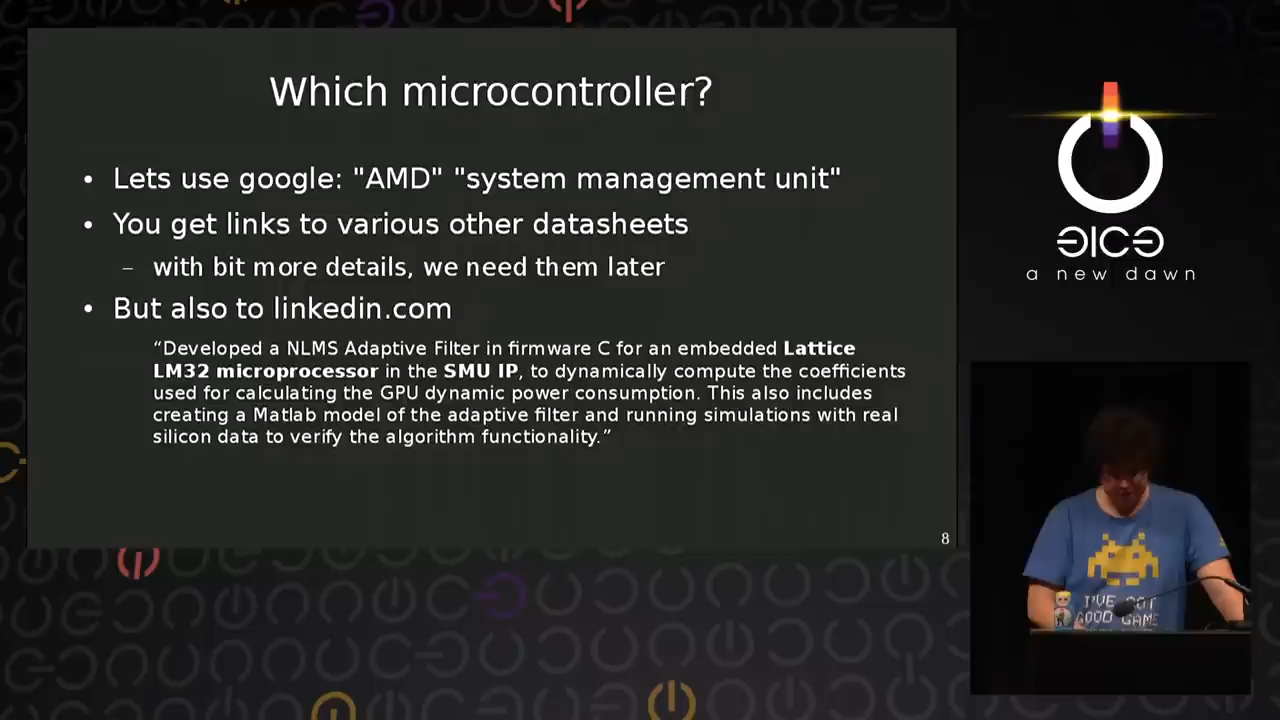 Which microcontroller?
• Lets use google: "AMD" "system management unit"
• You get links to various other datasheets
– with bit more details, we need them later
• But also to linkedin.com
“Developed a NLMS Adaptive Filter in firmware C for an embedded Lattice
LM32 microprocessor in the SMU IP, to dynamically compute the coefficients
used for calculating the GPU dynamic power consumption. This also includes
creating a Matlab model of the adaptive filter and running simulations with real
silicon data to verify the algorithm functionality.”
8
a new dawn
I'VE GOT
GOOD GAME